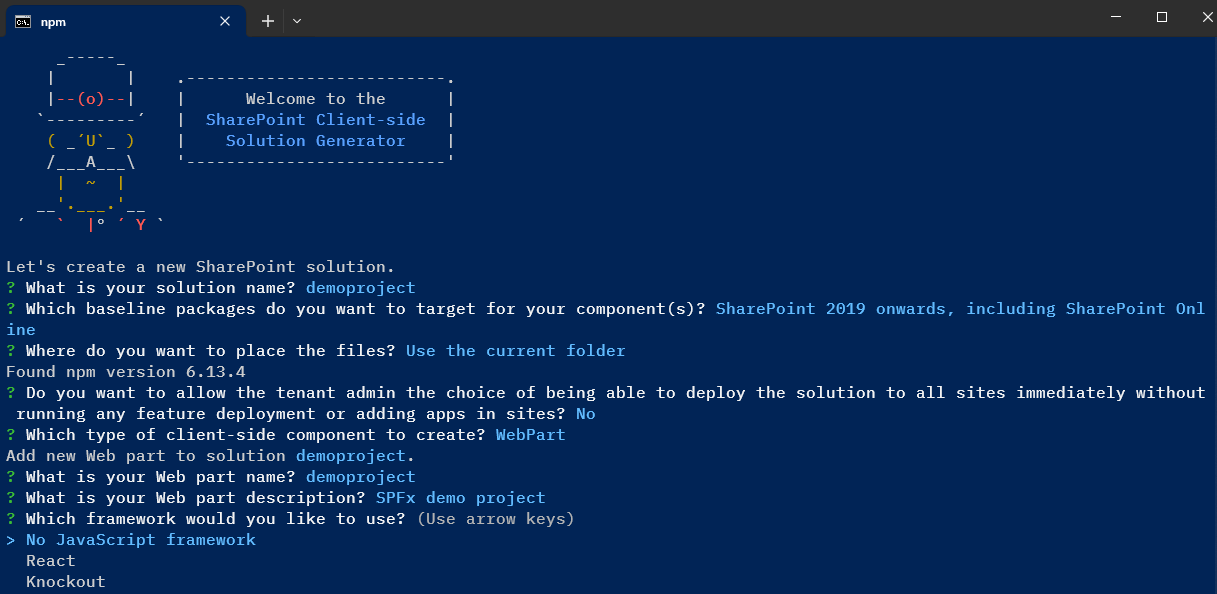 npm
_-----_
|       |    .--------------------------.
|--(o)--|    |      Welcome to the      |
`---------´   |  SharePoint Client-side  |
( _´U`_ )    |    Solution Generator    |
/___A___\    '--------------------------'
|  ~  |
__'.___.'__
´   `  |° ´ Y `
Let's create a new SharePoint solution.
? What is your solution name? demoproject
? Which baseline packages do you want to target for your component(s)? SharePoint 2019 onwards, including SharePoint Onl
ine
? Where do you want to place the files? Use the current folder
Found npm version 6.13.4
? Do you want to allow the tenant admin the choice of being able to deploy the solution to all sites immediately without
running any feature deployment or adding apps in sites? No
? Which type of client-side component to create? WebPart
Add new Web part to solution demoproject.
? What is your Web part name? demoproject
? What is your Web part description? SPFx demo project
? Which framework would you like to use? (Use arrow keys)
> No JavaScript framework
React
Knockout